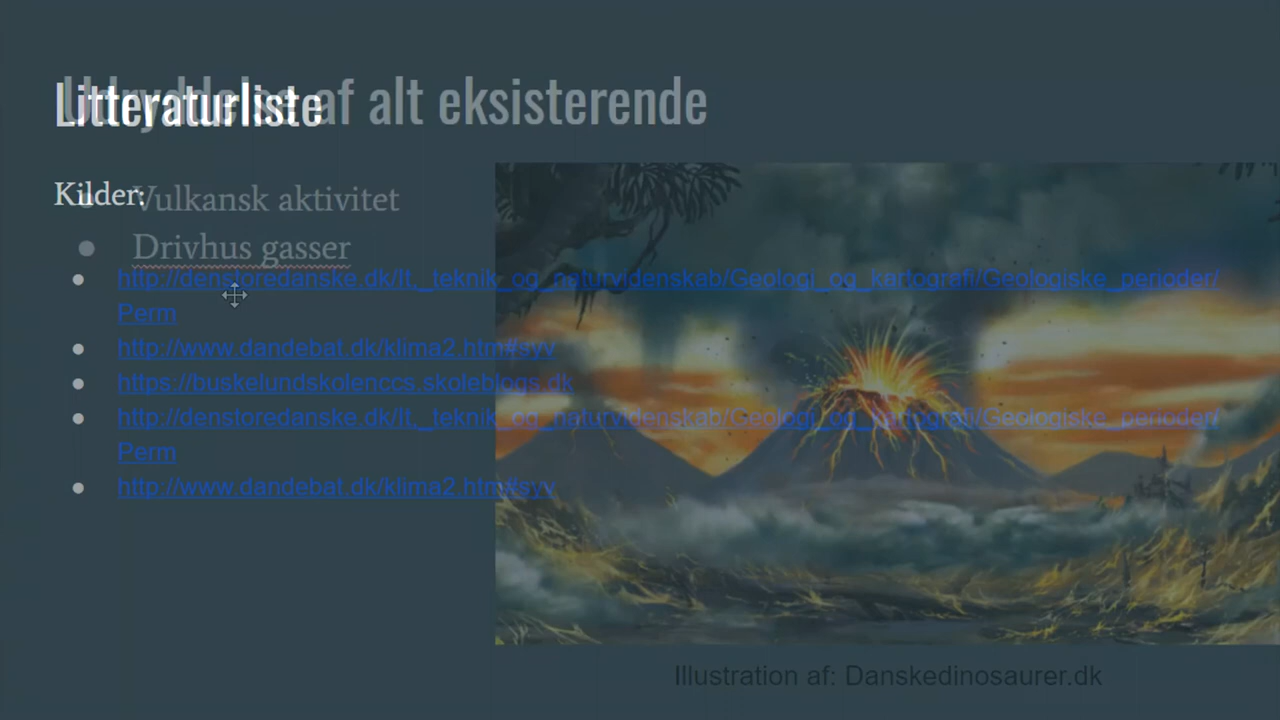 Litteraturliste
Udryddelse af alt eksisterende
Kilder:
Vulkansk aktivitet
Drivhus gasser
http://denstoredanske.dk/It,_teknik_og_naturvidenskab/Geologi_og_kartografi/Geologiske_perioder/
Perm
http://www.dandebat.dk/klima2.htm#syv
https://buskelundskolenccs.skoleblogs.dk
http://denstoredanske.dk/It,_teknik_og_naturvidenskab/Geologi_og_kartografi/Geologiske_perioder/
Perm
http://www.dandebat.dk/klima2.htm#syv
Illustration af: Danskedinosaurer.dk